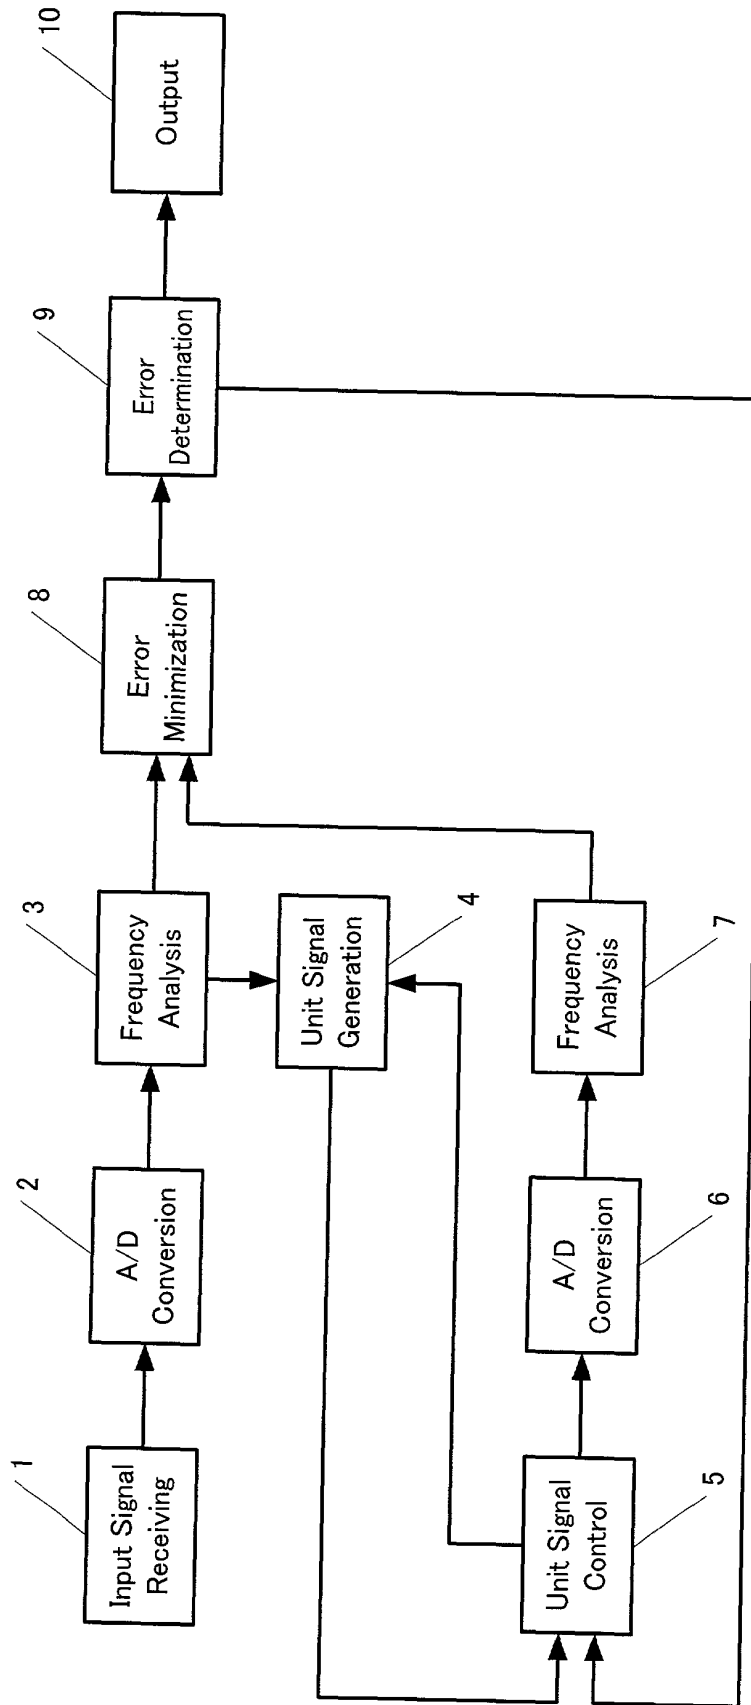 1
Input Signal
Receiving
2
A/D
Conversion
3
Frequency
Analysis
8
Error
Minimization
9
Error
Determination
10
Output
Unit Signal
Generation
4
Unit Signal
Control
5
A/D
Conversion
6
Frequency
Analysis
7